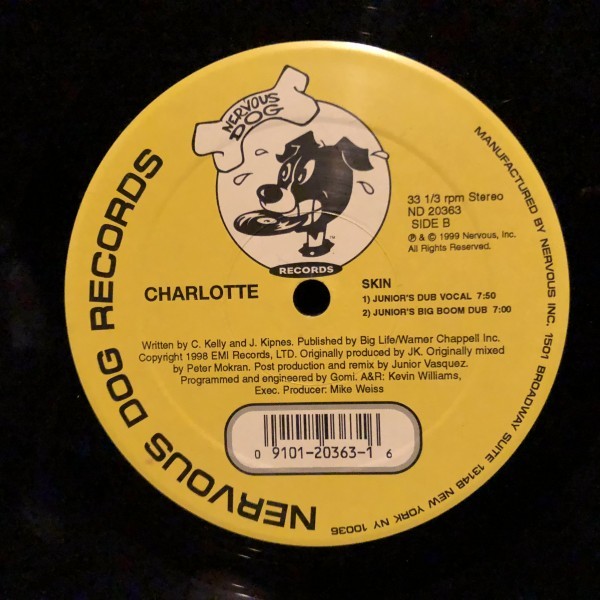 NERVOUS DOG RECORDS
NERVOUS
DOG
™
RECORDS
MANUFACTURED BY NERVOUS INC. 1501 BROADWAY SUITE 1314B NEW YORK NY 10036
33 1/3 rpm Stereo
ND 20363
SIDE B
℗ & © 1999 Nervous, Inc.
All Rights Reserved.
CHARLOTTE
SKIN
1) JUNIOR'S DUB VOCAL 7:50
2) JUNIOR'S BIG BOOM DUB 7:00
Written by C. Kelly and J. Kipnes. Published by Big Life/Warner Chappell Inc.
Copyright 1998 EMI Records, LTD. Originally produced by JK. Originally mixed
by Peter Mokran. Post production and remix by Junior Vasquez.
Programmed and engineered by Gomi. A&R: Kevin Williams,
Exec. Producer: Mike Weiss
0 9101-20363-1 6